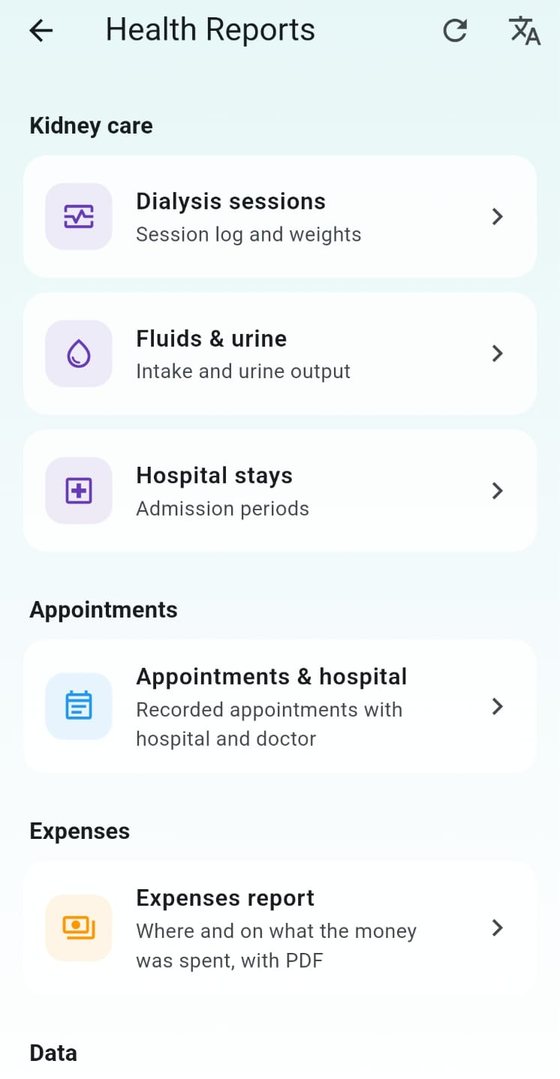 Health Reports
Kidney care
Dialysis sessions
Session log and weights
Fluids & urine
Intake and urine output
Hospital stays
Admission periods
Appointments
Appointments & hospital
Recorded appointments with
hospital and doctor
Expenses
Expenses report
Where and on what the money
was spent, with PDF
Data